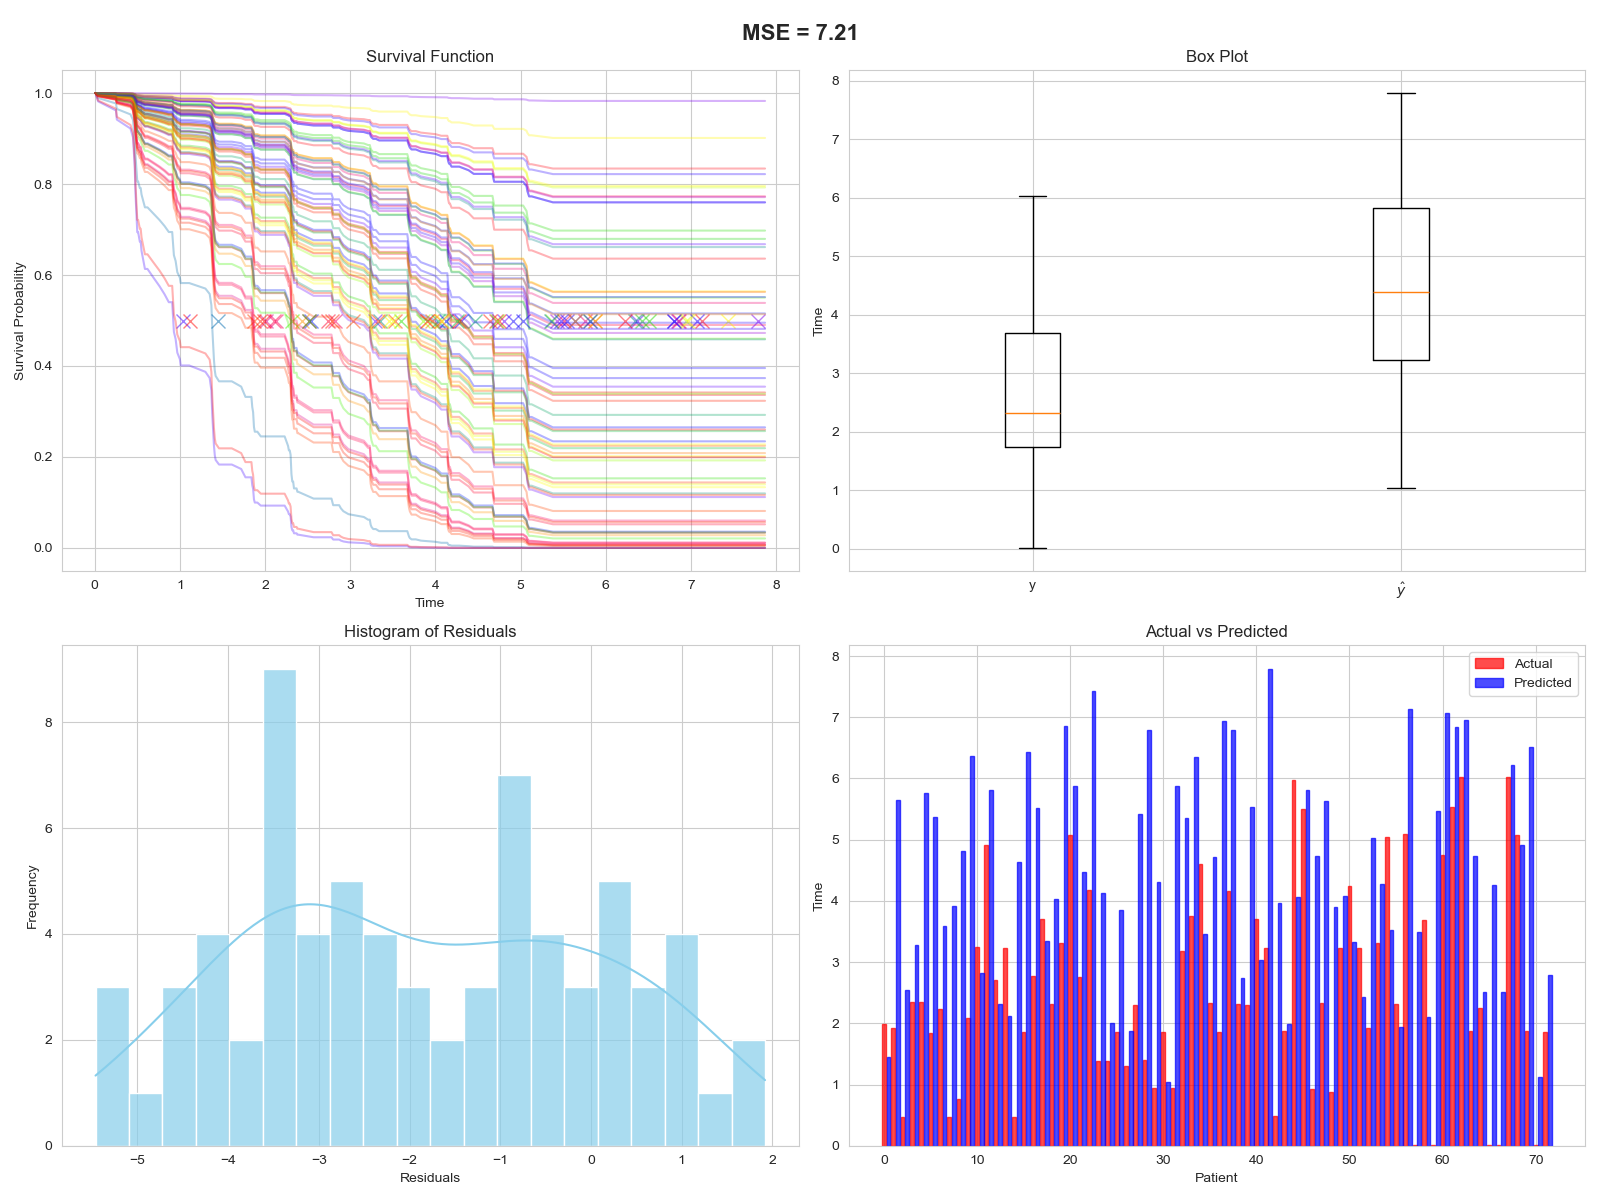 MSE = 7.21
Survival Function
Survival Probability
1.0
0.8
0.6
0.4
0.2
0.0
0 1 2 3 4 5 6 7 8
Time
Box Plot
Time
8
7
6
5
4
3
2
1
0
y ŷ
Histogram of Residuals
Frequency
8
6
4
2
0
−5 −4 −3 −2 −1 0 1 2
Residuals
Actual vs Predicted
Actual
Predicted
Time
8
7
6
5
4
3
2
1
0
0 10 20 30 40 50 60 70
Patient